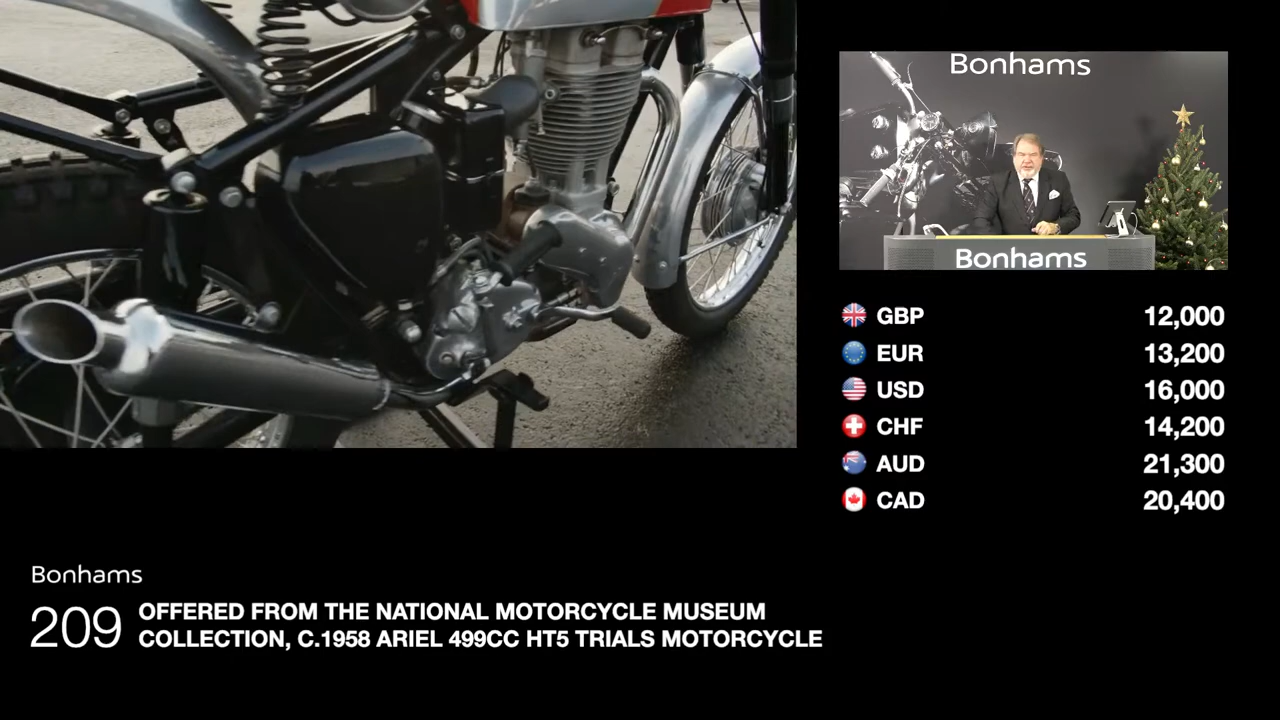 Bonhams
Bonhams
GBP 12,000
EUR 13,200
USD 16,000
CHF 14,200
AUD 21,300
CAD 20,400
Bonhams
209 OFFERED FROM THE NATIONAL MOTORCYCLE MUSEUM
COLLECTION, C.1958 ARIEL 499CC HT5 TRIALS MOTORCYCLE